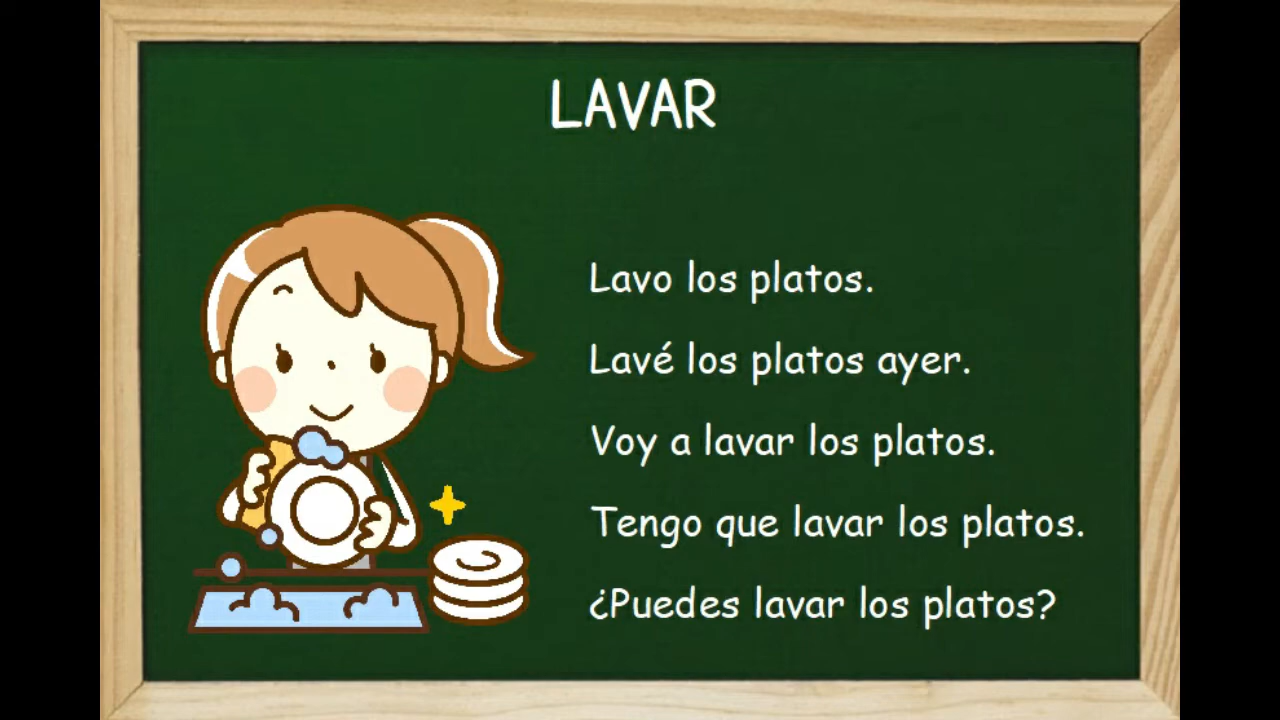 LAVAR
Lavo los platos.
Lavé los platos ayer.
Voy a lavar los platos.
Tengo que lavar los platos.
¿Puedes lavar los platos?